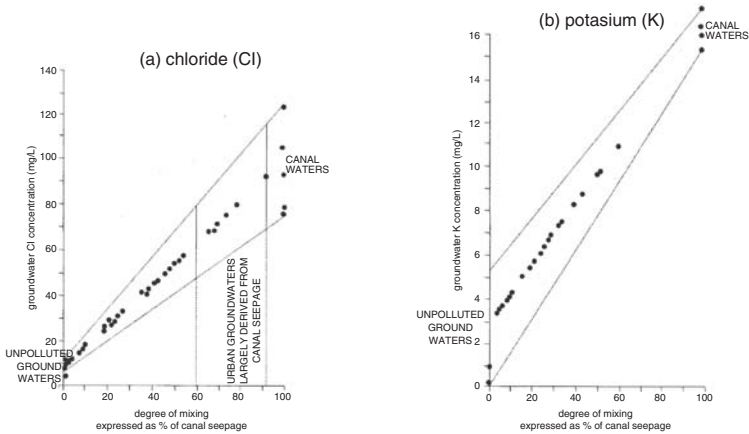 (a) chloride (CI)
groundwater CI concentration (mg/L)
140
120
100
80
60
40
20
0
UNPOLLUTED
GROUND
WATERS
URBAN GROUNDWATERS
LARGELY DERIVED FROM
CANAL SEEPAGE
CANAL
WATERS
0 20 40 60 80 100
degree of mixing
expressed as % of canal seepage
(b) potasium (K)
groundwater K concentration (mg/L)
16
14
12
10
8
6
4
2
0
UNPOLLUTED
GROUND
WATERS 2
CANAL
WATERS
0 20 40 60 80 100
degree of mixing
expressed as % of canal seepage